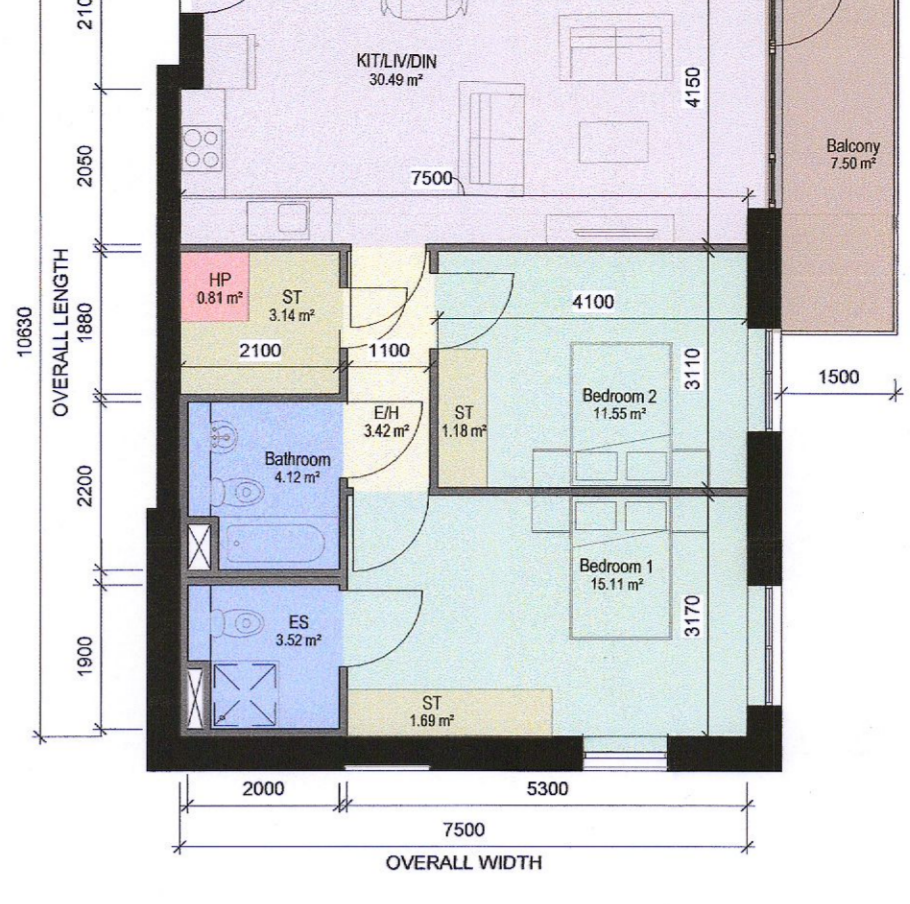 210
KIT/LIV/DIN
30.49 m²
4150
2050
Balcony
7.50 m²
7500
OVERALL LENGTH
10630
HP
0.81 m²
ST
3.14 m²
1880
4100
2100
1100
3110
1500
Bedroom 2
11.55 m²
E/H
3.42 m²
ST
1.18 m²
Bathroom
4.12 m²
2200
Bedroom 1
15.11 m²
ES
3.52 m²
3170
1900
ST
1.69 m²
2000
5300
7500
OVERALL WIDTH